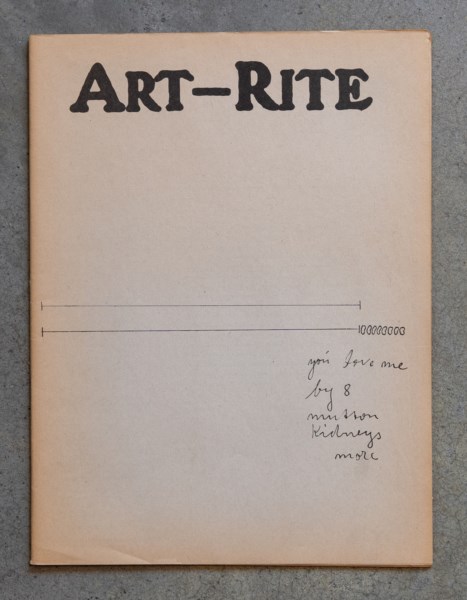 ART-RITE
you love me
by 8
mutton
kidneys
more